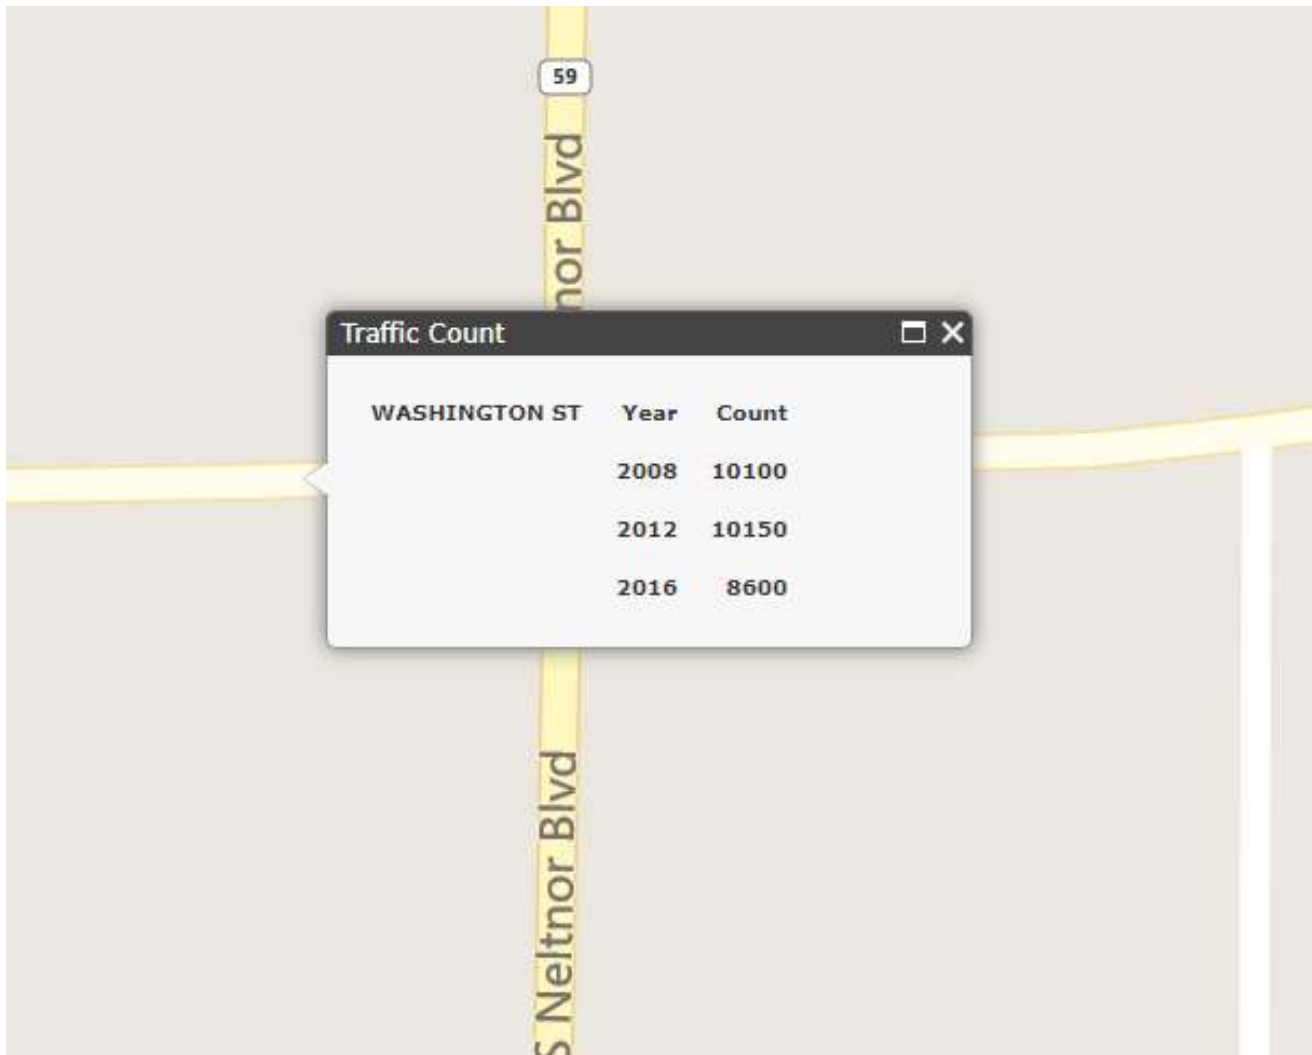 59
nor Blvd
Traffic Count
WASHINGTON ST Year Count
2008 10100
2012 10150
2016 8600
S Neltnor Blvd